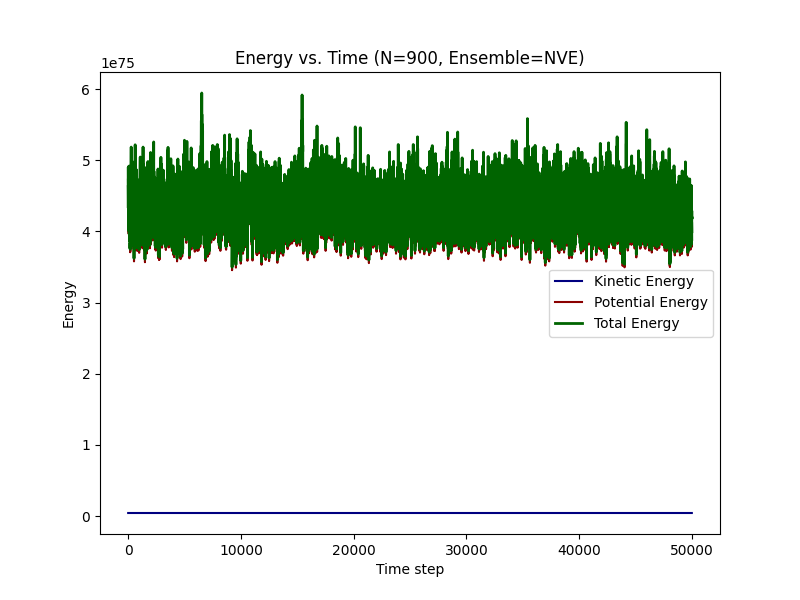 Energy vs. Time (N=900, Ensemble=NVE)
1e75
6
5
4
3
2
1
0
Energy
Kinetic Energy
Potential Energy
Total Energy
0 10000 20000 30000 40000 50000
Time step